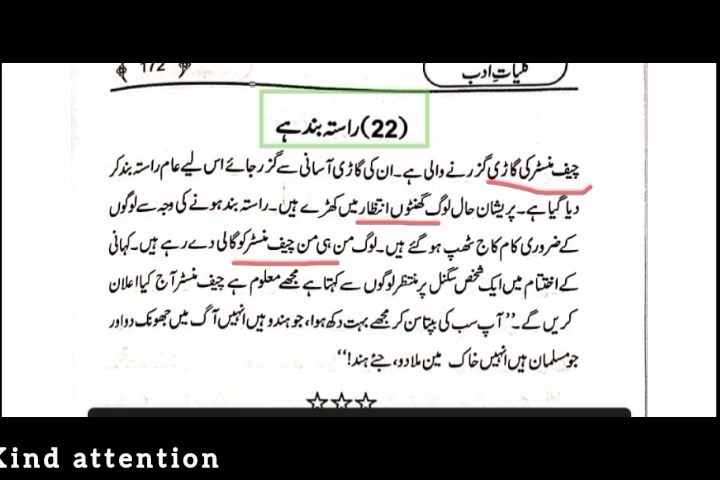 172
کلیاتِ ادب
(22) راستہ بند ہے
چیف منسٹر کی گاڑی گزرنے والی ہے۔ ان کی گاڑی آسانی سے گزر جائے اس لیے عام راستہ بند کر
دیا گیا ہے۔ پریشان حال لوگ گھنٹوں انتظار میں کھڑے ہیں۔ راستہ بند ہونے کی وجہ سے لوگوں
کے ضروری کام کاج ٹھپ ہو گئے ہیں۔ لوگ من ہی من چیف منسٹر کو گالی دے رہے ہیں۔ کہانی
کے اختتام میں ایک شخص سگنل پر منتظر لوگوں سے کہتا ہے مجھے معلوم ہے چیف منسٹر آج کیا اعلان
کریں گے۔ ’’آپ سب کی بپتا سن کر مجھے بہت دکھ ہوا، جو ہندو ہیں انہیں آگ میں جھونک دو اور
جو مسلمان ہیں انہیں خاک مین ملا دو، جئے ہند!‘‘
☆☆☆
Kind attention